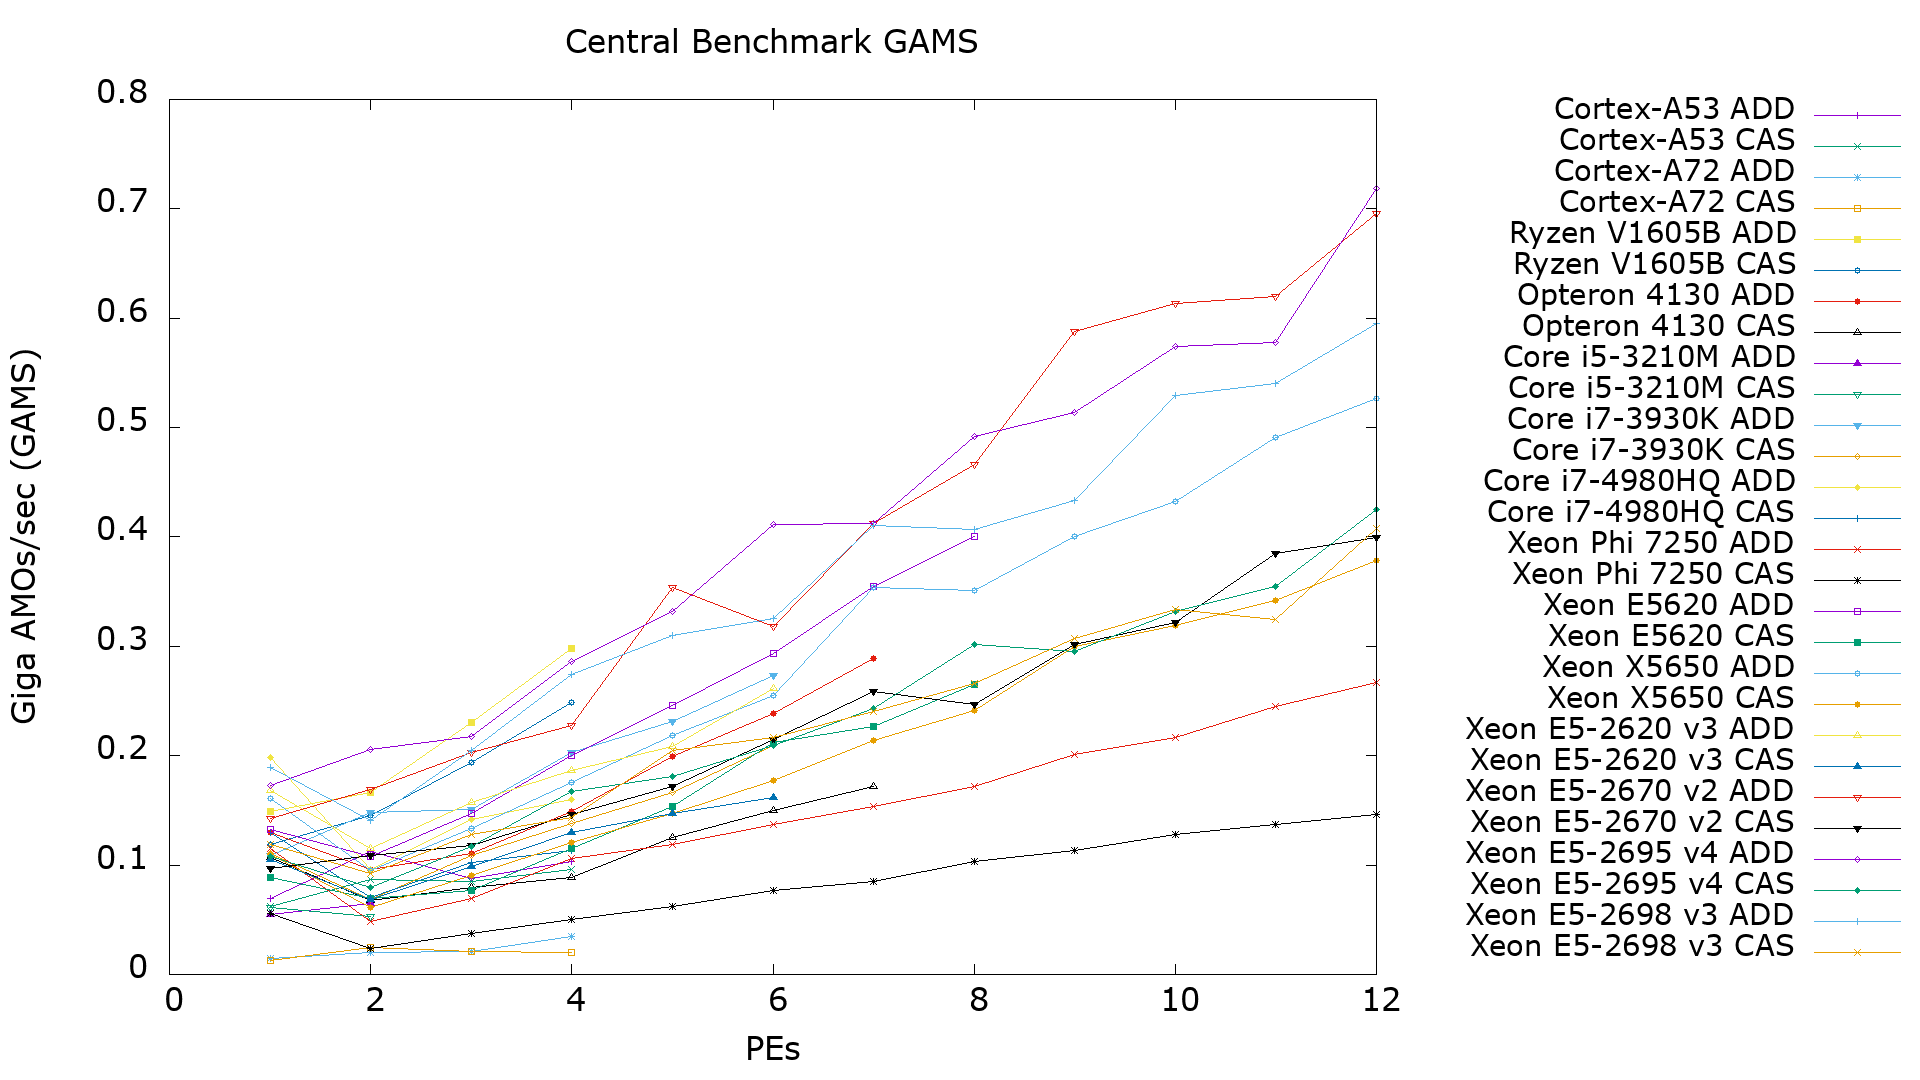 Central Benchmark GAMS
0.8
0.7
0.6
0.5
0.4
0.3
0.2
0.1
0
0 2 4 6 8 10 12
Giga AMOs/sec (GAMS)
PEs
Cortex-A53 ADD
Cortex-A53 CAS
Cortex-A72 ADD
Cortex-A72 CAS
Ryzen V1605B ADD
Ryzen V1605B CAS
Opteron 4130 ADD
Opteron 4130 CAS
Core i5-3210M ADD
Core i5-3210M CAS
Core i7-3930K ADD
Core i7-3930K CAS
Core i7-4980HQ ADD
Core i7-4980HQ CAS
Xeon Phi 7250 ADD
Xeon Phi 7250 CAS
Xeon E5620 ADD
Xeon E5620 CAS
Xeon X5650 ADD
Xeon X5650 CAS
Xeon E5-2620 v3 ADD
Xeon E5-2620 v3 CAS
Xeon E5-2670 v2 ADD
Xeon E5-2670 v2 CAS
Xeon E5-2695 v4 ADD
Xeon E5-2695 v4 CAS
Xeon E5-2698 v3 ADD
Xeon E5-2698 v3 CAS